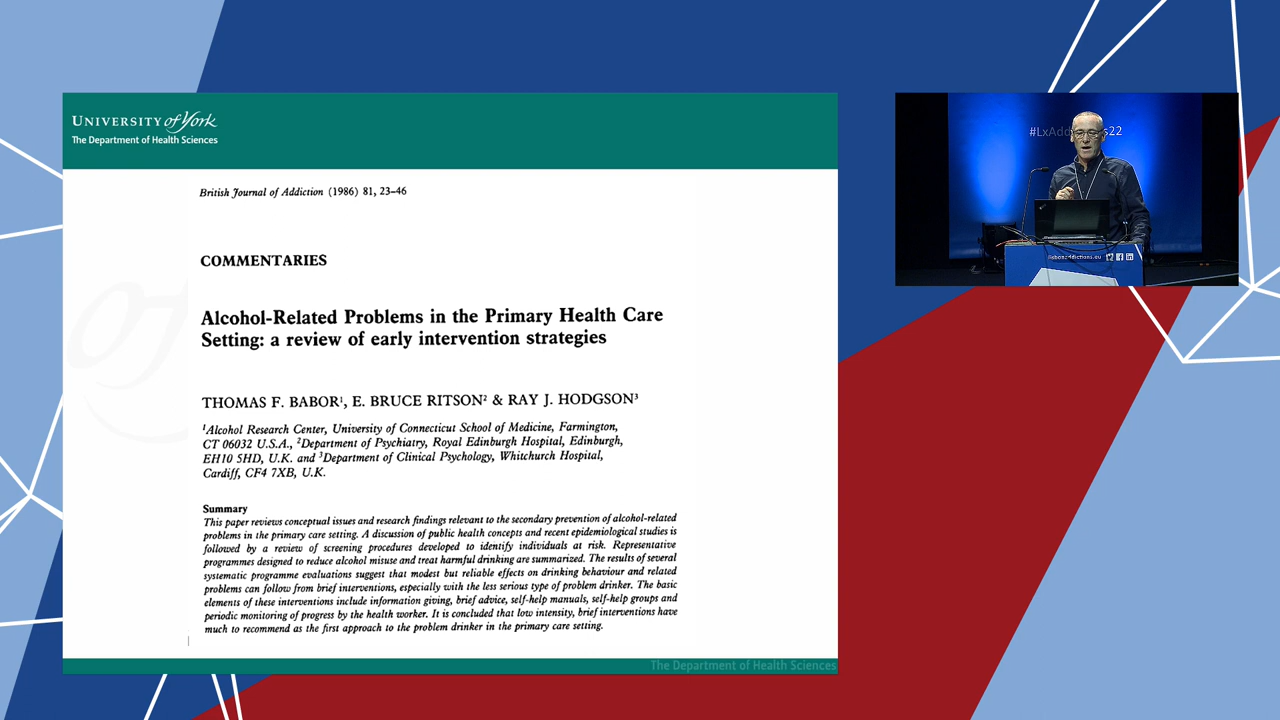 UNIVERSITY of York
The Department of Health Sciences
British Journal of Addiction (1986) 81, 23–46
COMMENTARIES
Alcohol-Related Problems in the Primary Health Care
Setting: a review of early intervention strategies
THOMAS F. BABOR¹, E. BRUCE RITSON² & RAY J. HODGSON³
¹Alcohol Research Center, University of Connecticut School of Medicine, Farmington,
CT 06032 U.S.A., ²Department of Psychiatry, Royal Edinburgh Hospital, Edinburgh,
EH10 5HD, U.K. and ³Department of Clinical Psychology, Whitchurch Hospital,
Cardiff, CF4 7XB, U.K.
Summary
This paper reviews conceptual issues and research findings relevant to the secondary prevention of alcohol-related
problems in the primary care setting. A discussion of public health concepts and recent epidemiological studies is
followed by a review of screening procedures developed to identify individuals at risk. Representative
programmes designed to reduce alcohol misuse and treat harmful drinking are summarized. The results of several
systematic programme evaluations suggest that modest but reliable effects on drinking behaviour and related
problems can follow from brief interventions, especially with the less serious type of problem drinker. The basic
elements of these interventions include information giving, brief advice, self-help manuals, self-help groups and
periodic monitoring of progress by the health worker. It is concluded that low intensity, brief interventions have
much to recommend as the first approach to the problem drinker in the primary care setting.
The Department of Health Sciences